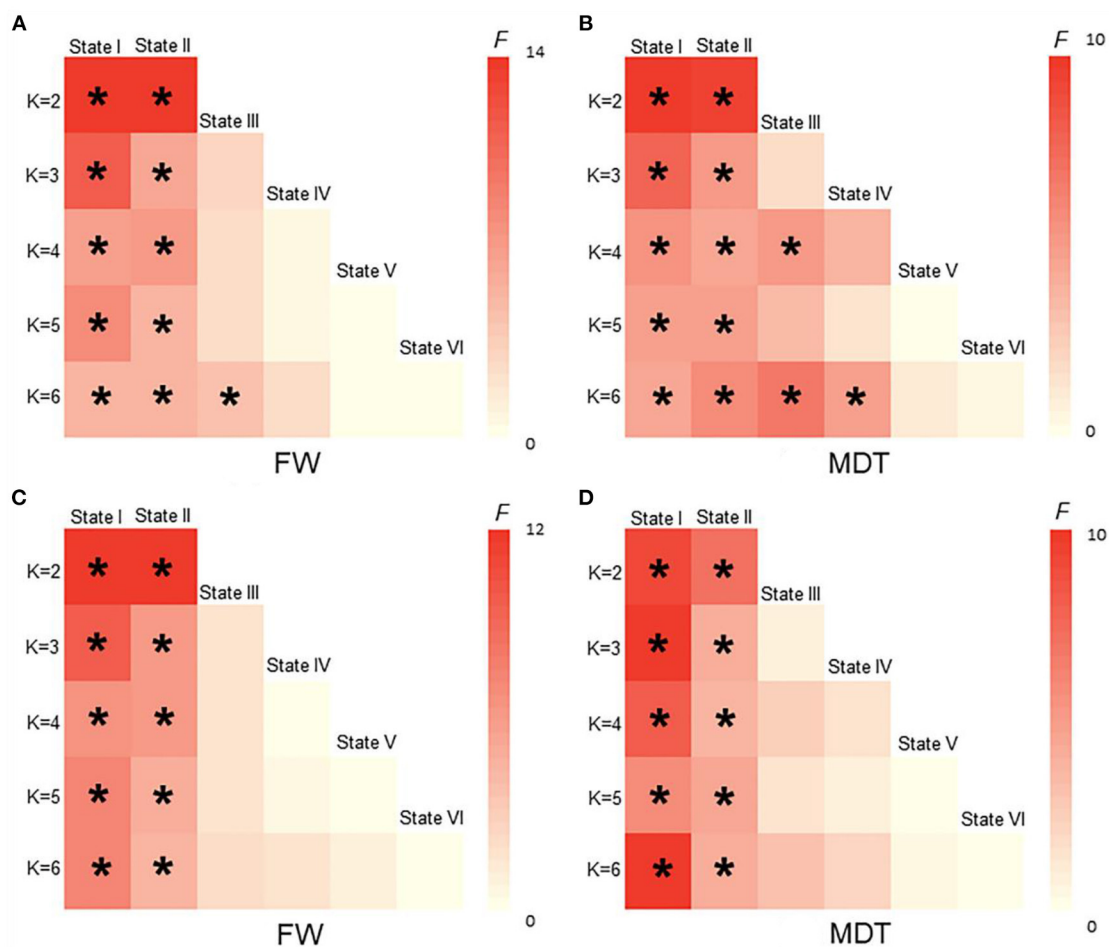 A
State I State II
F
14
K=2
*
*
State III
K=3
*
*
State IV
K=4
*
*
State V
K=5
*
*
State VI
K=6
*
*
*
0
FW
B
State I State II
F
10
K=2
*
*
State III
K=3
*
*
State IV
K=4
*
*
*
State V
K=5
*
*
State VI
K=6
*
*
*
*
0
MDT
C
State I State II
F
12
K=2
*
*
State III
K=3
*
*
State IV
K=4
*
*
State V
K=5
*
*
State VI
K=6
*
*
0
FW
D
State I State II
F
10
K=2
*
*
State III
K=3
*
*
State IV
K=4
*
*
State V
K=5
*
*
State VI
K=6
*
*
0
MDT